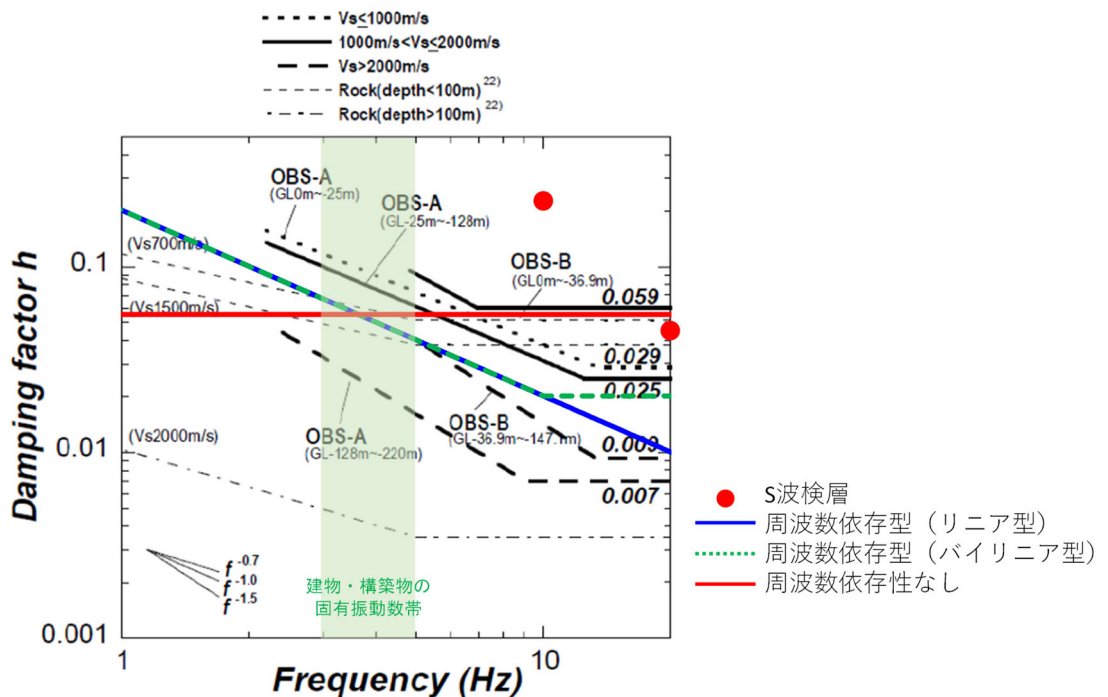 Vs≤1000m/s
1000m/s<Vs≤2000m/s
Vs>2000m/s
Rock(depth<100m)22)
Rock(depth>100m)22)
OBS-A
(GL0m~-25m)
OBS-A
(GL-25m~-128m)
OBS-B
(GL0m~-36.9m)
(Vs700m/s)
0.1
0.059
(Vs1500m/s)
0.029
0.025
OBS-A
(GL-128m~-220m)
OBS-B
(GL-36.9m~-147.1m)
0.009
(Vs2000m/s)
0.01
0.007
Damping factor h
f-0.7
f-1.0
f-1.5
建物・構築物の
固有振動数帯
0.001
1
10
Frequency (Hz)
S波検層
周波数依存型（リニア型）
周波数依存型（バイリニア型）
周波数依存性なし